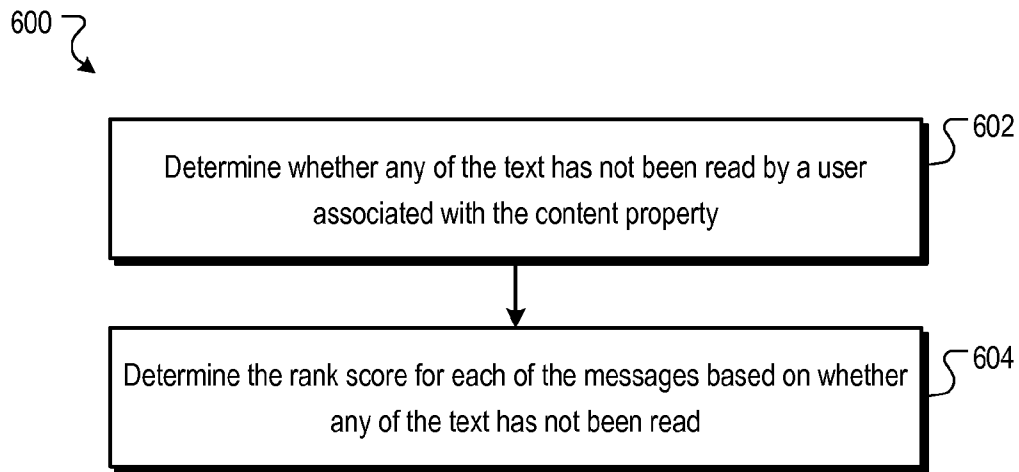 600
602
Determine whether any of the text has not been read by a user
associated with the content property
604
Determine the rank score for each of the messages based on whether
any of the text has not been read